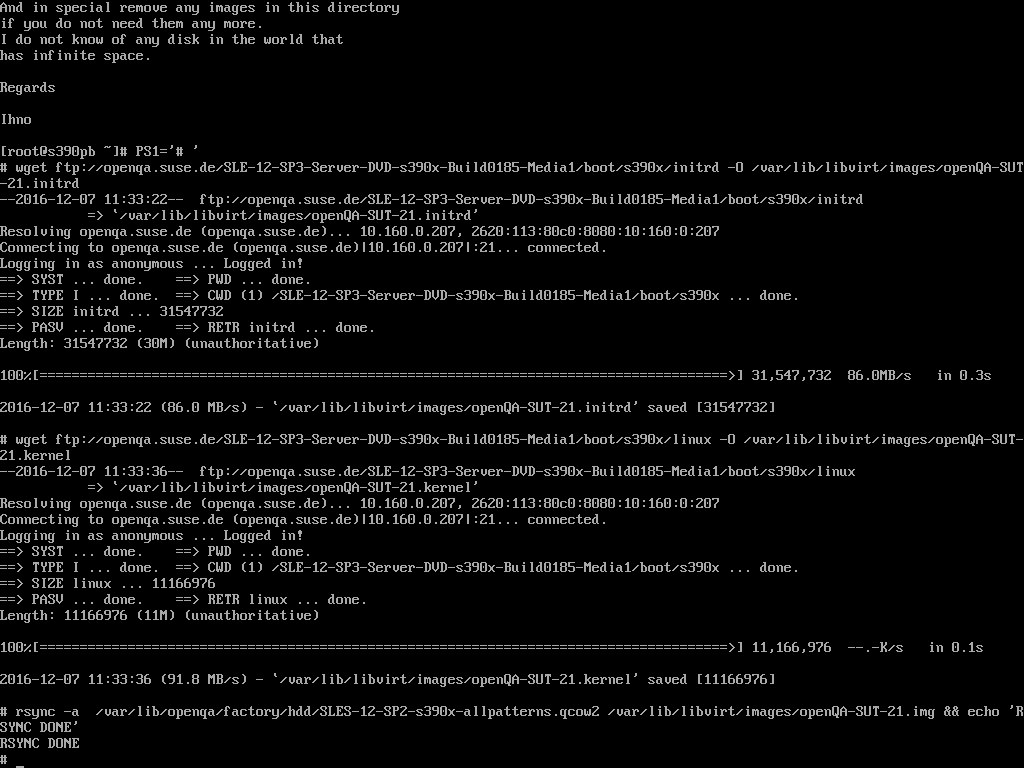 And in special remove any images in this directory
if you do not need them any more.
I do not know of any disk in the world that
has infinite space.
Regards
Ihno
[root@s390pb ~]# PS1='# '
# wget ftp://openqa.suse.de/SLE-12-SP3-Server-DVD-s390x-Build0185-Media1/boot/s390x/initrd -O /var/lib/libvirt/images/openQA-SUT
-21.initrd
--2016-12-07 11:33:22--  ftp://openqa.suse.de/SLE-12-SP3-Server-DVD-s390x-Build0185-Media1/boot/s390x/initrd
           => ‘/var/lib/libvirt/images/openQA-SUT-21.initrd’
Resolving openqa.suse.de (openqa.suse.de)... 10.160.0.207, 2620:113:80c0:8080:10:160:0:207
Connecting to openqa.suse.de (openqa.suse.de)|10.160.0.207|:21... connected.
Logging in as anonymous ... Logged in!
==> SYST ... done.    ==> PWD ... done.
==> TYPE I ... done.  ==> CWD (1) /SLE-12-SP3-Server-DVD-s390x-Build0185-Media1/boot/s390x ... done.
==> SIZE initrd ... 31547732
==> PASV ... done.    ==> RETR initrd ... done.
Length: 31547732 (30M) (unauthoritative)
100%[======================================================================================>] 31,547,732  86.0MB/s   in 0.3s
2016-12-07 11:33:22 (86.0 MB/s) - ‘/var/lib/libvirt/images/openQA-SUT-21.initrd’ saved [31547732]
# wget ftp://openqa.suse.de/SLE-12-SP3-Server-DVD-s390x-Build0185-Media1/boot/s390x/linux -O /var/lib/libvirt/images/openQA-SUT-
21.kernel
--2016-12-07 11:33:36--  ftp://openqa.suse.de/SLE-12-SP3-Server-DVD-s390x-Build0185-Media1/boot/s390x/linux
           => ‘/var/lib/libvirt/images/openQA-SUT-21.kernel’
Resolving openqa.suse.de (openqa.suse.de)... 10.160.0.207, 2620:113:80c0:8080:10:160:0:207
Connecting to openqa.suse.de (openqa.suse.de)|10.160.0.207|:21... connected.
Logging in as anonymous ... Logged in!
==> SYST ... done.    ==> PWD ... done.
==> TYPE I ... done.  ==> CWD (1) /SLE-12-SP3-Server-DVD-s390x-Build0185-Media1/boot/s390x ... done.
==> SIZE linux ... 11166976
==> PASV ... done.    ==> RETR linux ... done.
Length: 11166976 (11M) (unauthoritative)
100%[======================================================================================>] 11,166,976  --.-K/s   in 0.1s
2016-12-07 11:33:36 (91.8 MB/s) - ‘/var/lib/libvirt/images/openQA-SUT-21.kernel’ saved [11166976]
# rsync -a  /var/lib/openqa/factory/hdd/SLES-12-SP2-s390x-allpatterns.qcow2 /var/lib/libvirt/images/openQA-SUT-21.img && echo 'R
SYNC DONE'
RSYNC DONE
# _